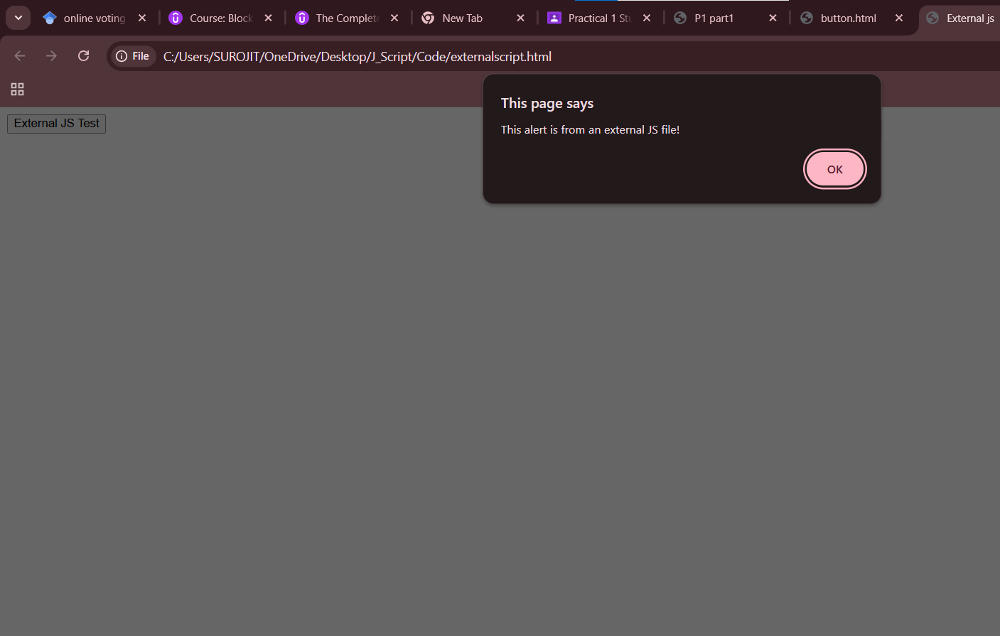 online voting
Course: Block
The Complete
New Tab
Practical 1 Stu
P1 part1
button.html
External js
File
C:/Users/SUROJIT/OneDrive/Desktop/J_Script/Code/externalscript.html
External JS Test
This page says
This alert is from an external JS file!
OK